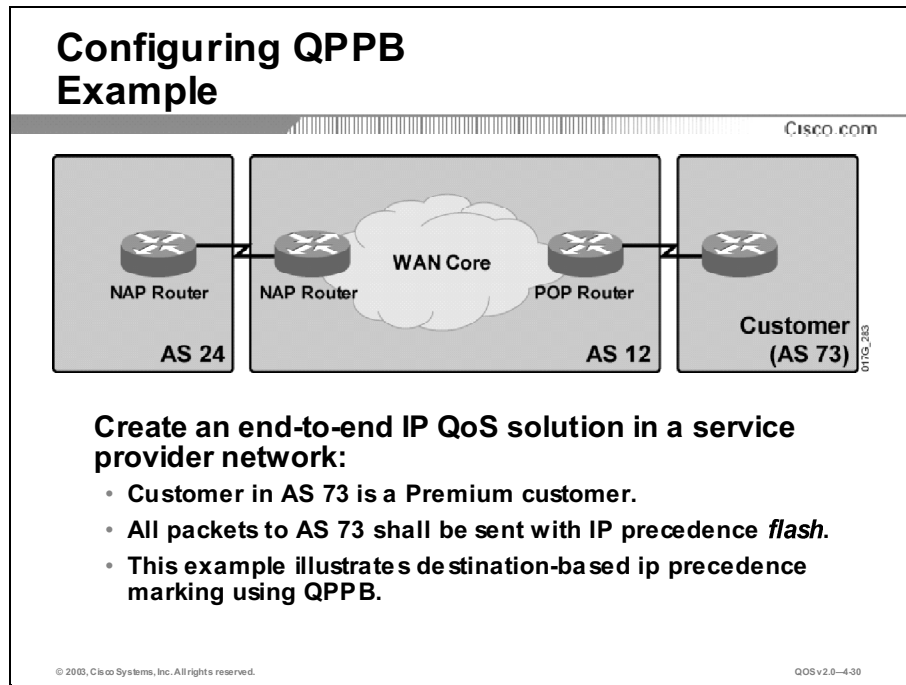 Configuring QPPB
Example
Cisco.com
NAP Router
NAP Router
WAN Core
POP Router
AS 24
AS 12
Customer
(AS 73)
017G_283
Create an end-to-end IP QoS solution in a service
provider network:
• Customer in AS 73 is a Premium customer.
• All packets to AS 73 shall be sent with IP precedence flash.
• This example illustrates destination-based ip precedence
marking using QPPB.
© 2003, Cisco Systems, Inc. All rights reserved.
QOS v2.0—4-30